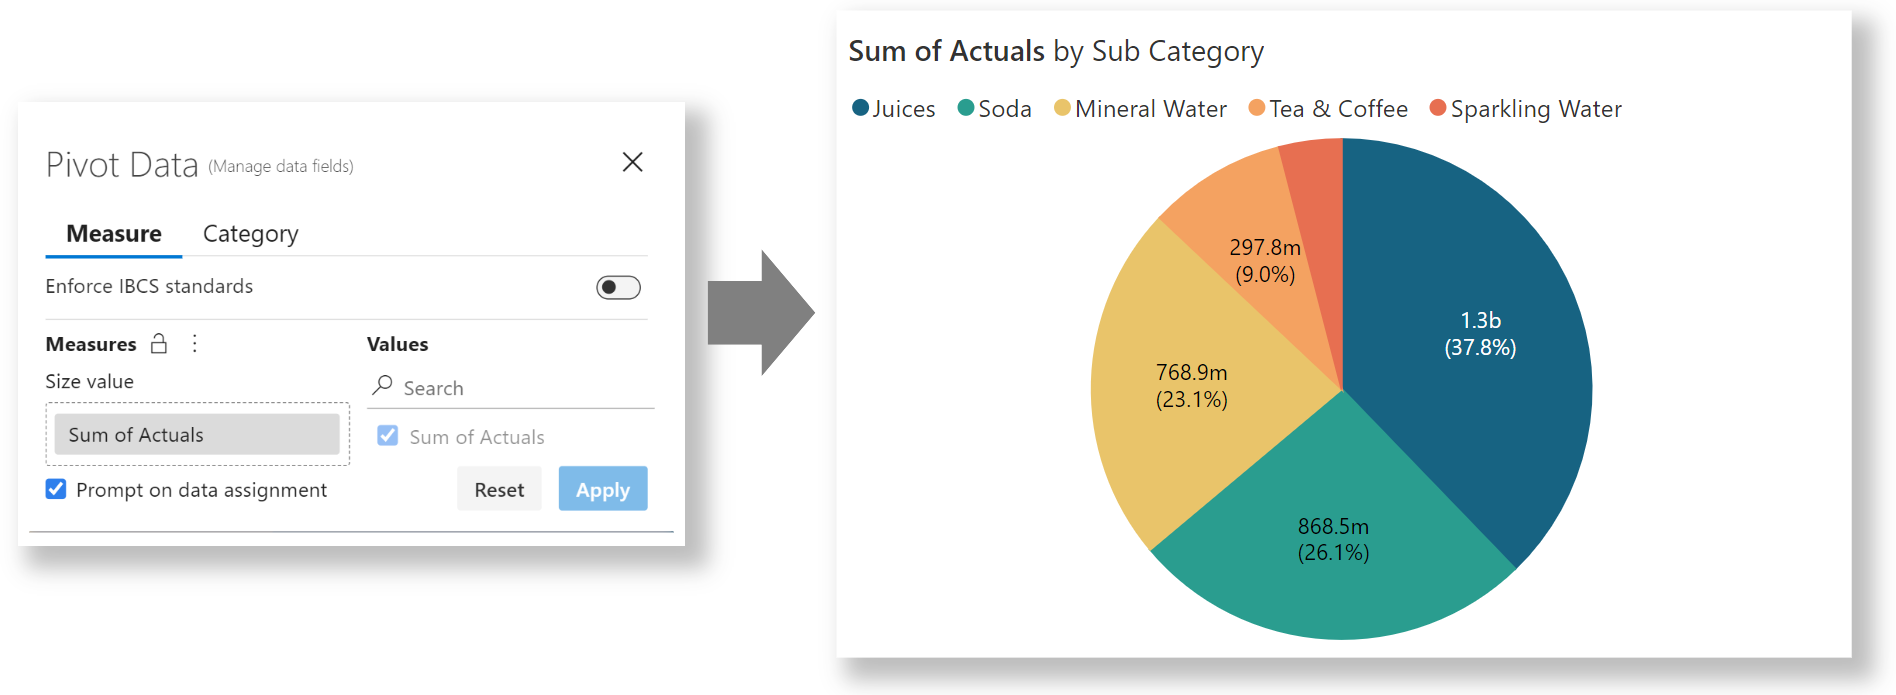 Pivot Data (Manage data fields)
Measure Category
Enforce IBCS standards
Measures
Values
Size value
Search
Sum of Actuals
Sum of Actuals
Prompt on data assignment
Reset
Apply
Sum of Actuals by Sub Category
Juices Soda Mineral Water Tea & Coffee Sparkling Water
297.8m
(9.0%)
1.3b
(37.8%)
768.9m
(23.1%)
868.5m
(26.1%)